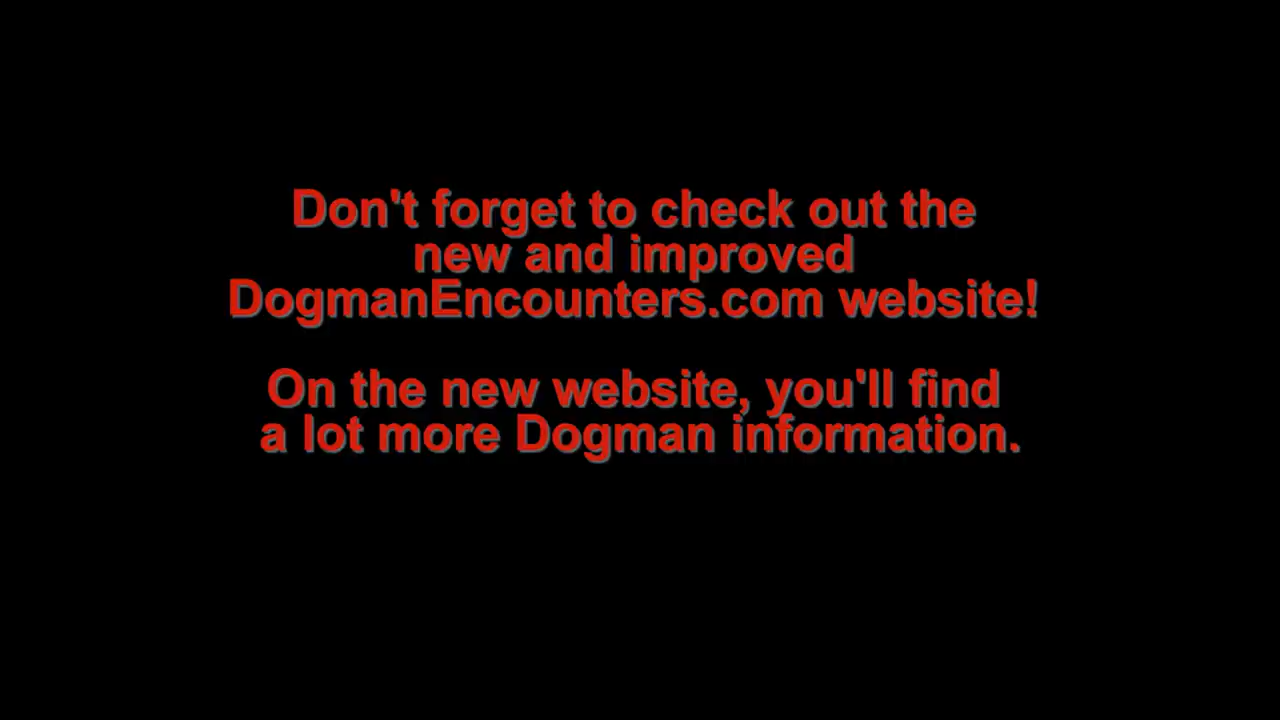 Don't forget to check out the
new and improved
DogmanEncounters.com website!
On the new website, you'll find
a lot more Dogman information.